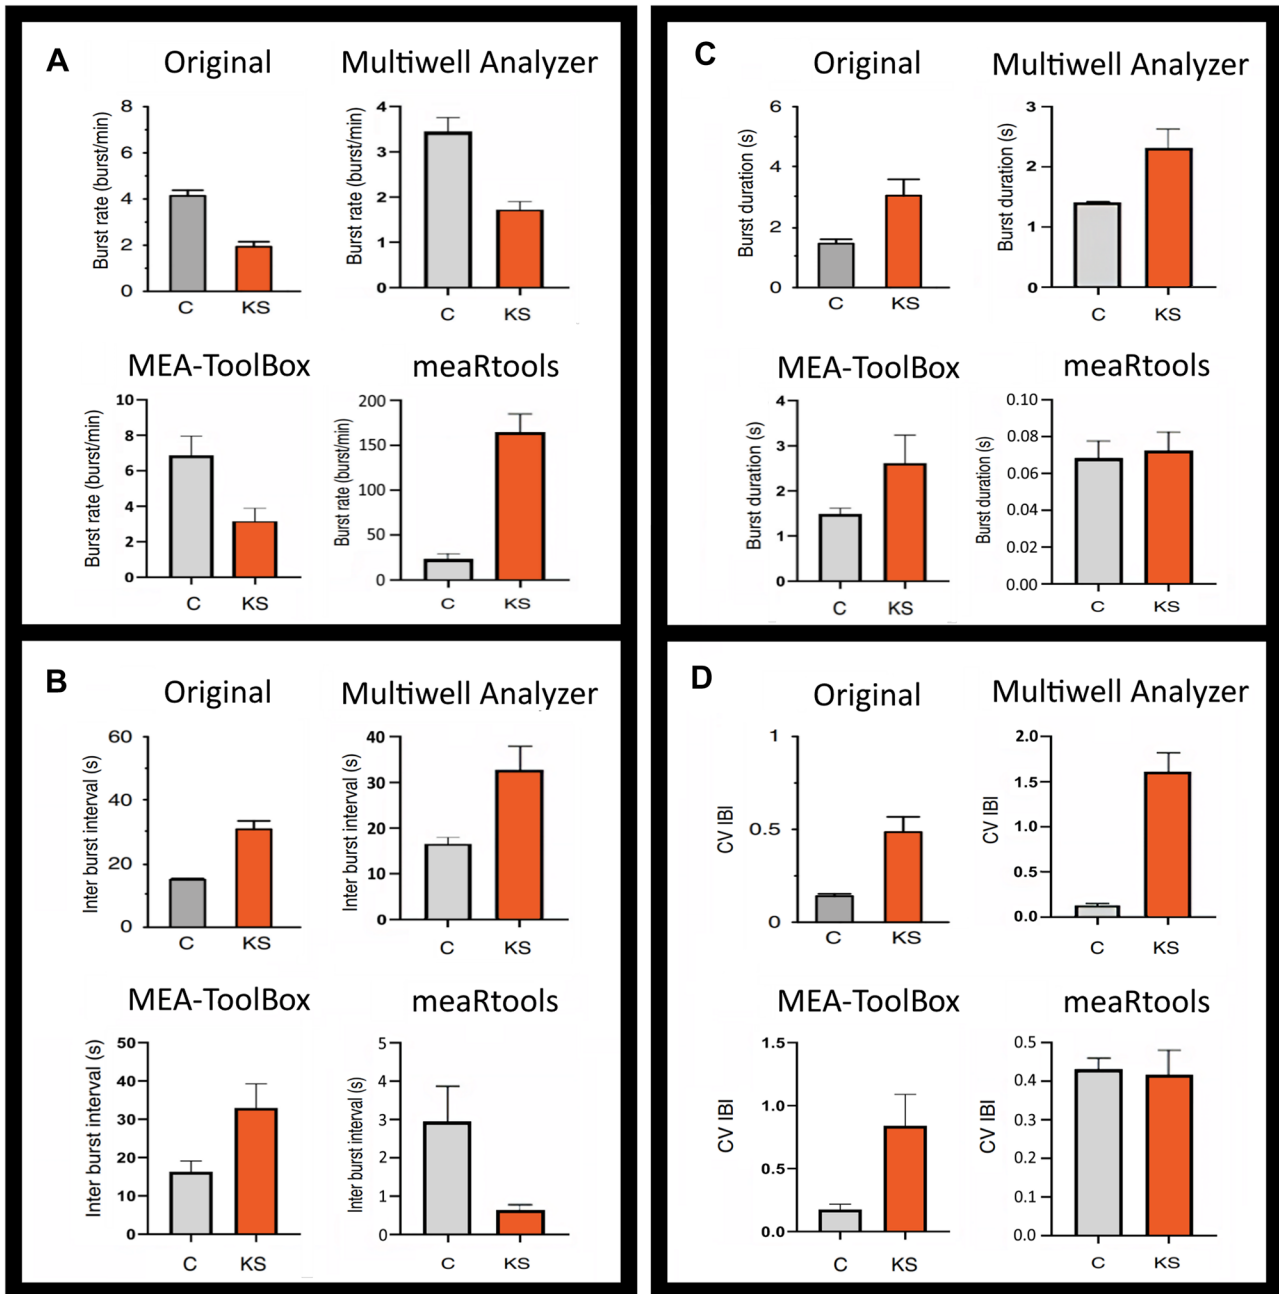 A
Original
Multiwell Analyzer
Burst rate (burst/min)
8
6
4
2
0
C
KS
Burst rate (burst/min)
4
3
2
1
0
C
KS
MEA-ToolBox
meaRtools
Burst rate (burst/min)
10
8
6
4
2
0
C
KS
Burst rate (burst/min)
200
150
100
50
0
C
KS
B
Original
Multiwell Analyzer
Inter burst interval (s)
60
40
20
0
C
KS
Inter burst interval (s)
40
30
20
10
0
C
KS
MEA-ToolBox
meaRtools
Inter burst interval (s)
50
40
30
20
10
0
C
KS
Inter burst interval (s)
5
4
3
2
1
0
C
KS
C
Original
Multiwell Analyzer
Burst duration (s)
6
4
2
0
C
KS
Burst duration (s)
3
2
1
0
C
KS
MEA-ToolBox
meaRtools
Burst duration (s)
4
3
2
1
0
C
KS
Burst duration (s)
0.10
0.08
0.06
0.04
0.02
0.00
C
KS
D
Original
Multiwell Analyzer
CV IBI
1
0.5
0
C
KS
CV IBI
2.0
1.5
1.0
0.5
0.0
C
KS
MEA-ToolBox
meaRtools
CV IBI
1.5
1.0
0.5
0.0
C
KS
CV IBI
0.5
0.4
0.3
0.2
0.1
0.0
C
KS